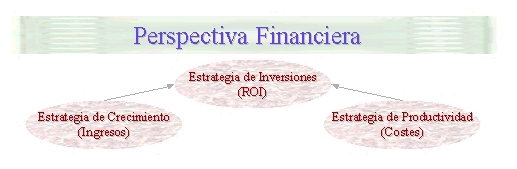 Perspectiva Financiera
Estrategia de Inversiones
(ROI)
Estrategia de Crecimiento
(Ingresos)
Estrategia de Productividad
(Costes)